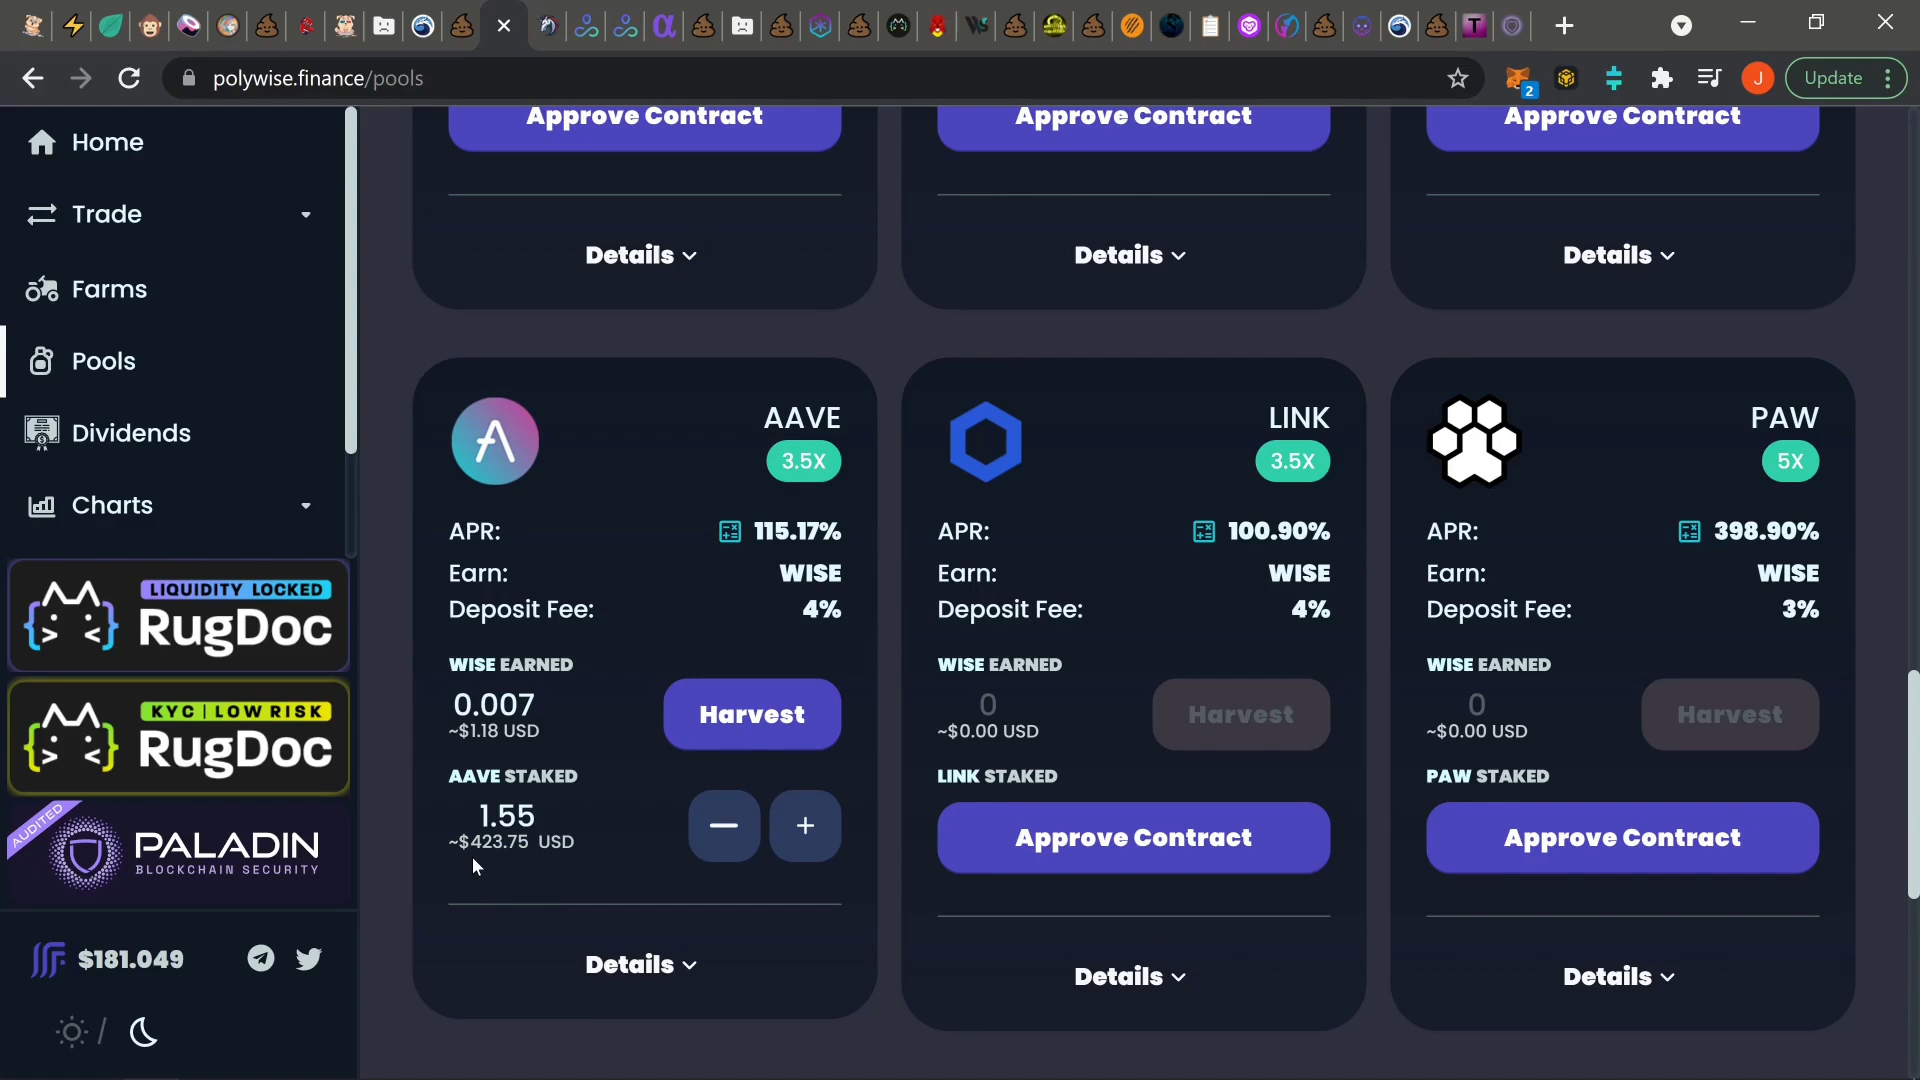 polywise.finance/pools
2
J
Update
Home
Trade
Farms
Pools
Dividends
Charts
LIQUIDITY LOCKED
RugDoc
KYC | LOW RISK
RugDoc
AUDITED
PALADIN
BLOCKCHAIN SECURITY
$181.049
/
Approve Contract
Approve Contract
Approve Contract
Details
Details
Details
AAVE
3.5X
APR: 115.17%
Earn: WISE
Deposit Fee: 4%
WISE EARNED
0.007
~$1.18 USD
Harvest
AAVE STAKED
1.55
~$423.75 USD
Details
LINK
3.5X
APR: 100.90%
Earn: WISE
Deposit Fee: 4%
WISE EARNED
0
~$0.00 USD
Harvest
LINK STAKED
Approve Contract
Details
PAW
5X
APR: 398.90%
Earn: WISE
Deposit Fee: 3%
WISE EARNED
0
~$0.00 USD
Harvest
PAW STAKED
Approve Contract
Details